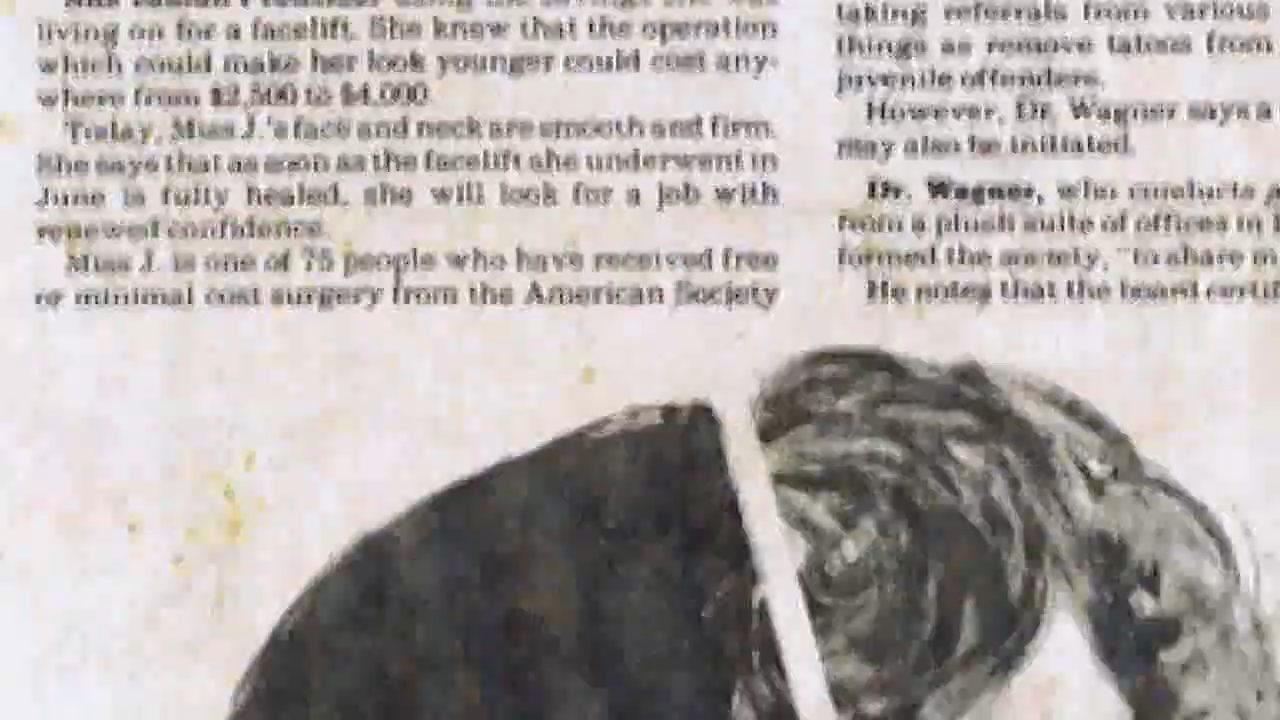 living on for a facelift. She knew that the operation
which could make her look younger could cost any-
where from $2,500 to $4,000.
Today, Miss J.'s face and neck are smooth and firm.
She says that as soon as the facelift she underwent in
June is fully healed, she will look for a job with
renewed confidence.
Miss J. is one of 75 people who have received free
or minimal cost surgery from the American Society
taking referrals from various
things as remove tatoos from
juvenile offenders.
However, Dr. Wagner says a
may also be initiated.
Dr. Wagner, who conducts
from a plush suite of offices in
formed the society, "to share
He notes that the board certif